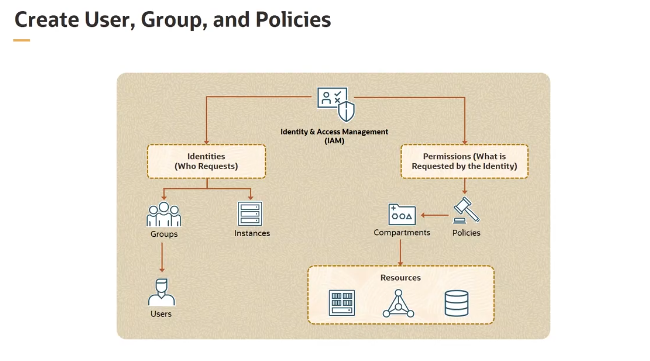 Create User, Group, and Policies
Identity & Access Management
(IAM)
Identities
(Who Requests)
Permissions (What is
Requested by the Identity)
Groups
Instances
Compartments
Policies
Users
Resources